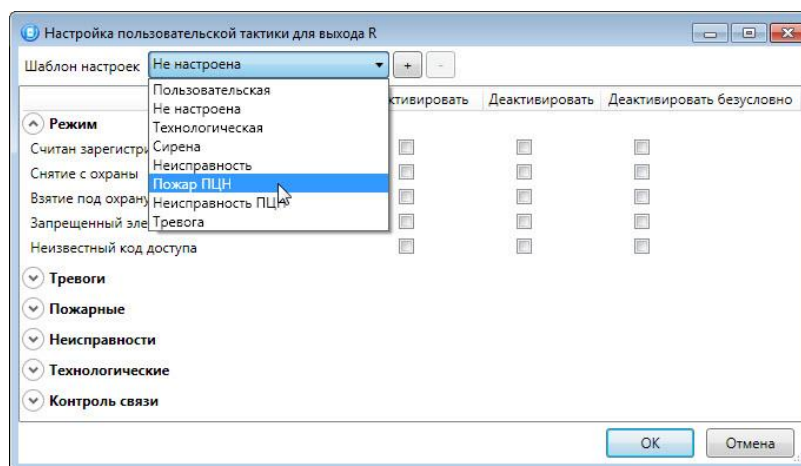 Настройка пользовательской тактики для выхода R
Шаблон настроек Не настроена + -
Пользовательская
Не настроена
Технологическая
Сирена
Неисправность
Пожар ПЦН
Неисправность ПЦН
Тревога
ктивировать Деактивировать Деактивировать безусловно
Режим
Считан зарегистри
Снятие с охраны
Взятие под охрану
Запрещенный эле
Неизвестный код доступа
Тревоги
Пожарные
Неисправности
Технологические
Контроль связи
OK Отмена